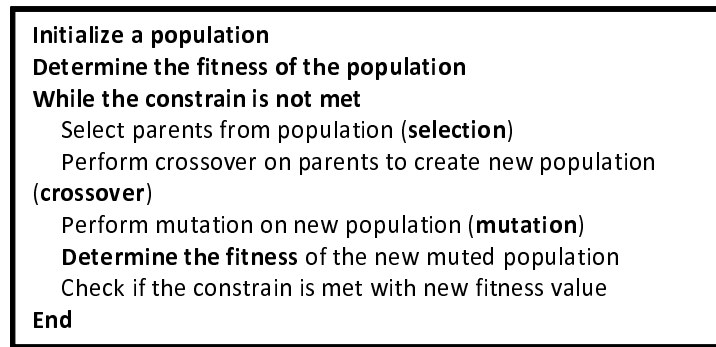 Initialize a population
Determine the fitness of the population
While the constrain is not met
Select parents from population (selection)
Perform crossover on parents to create new population
(crossover)
Perform mutation on new population (mutation)
Determine the fitness of the new muted population
Check if the constrain is met with new fitness value
End